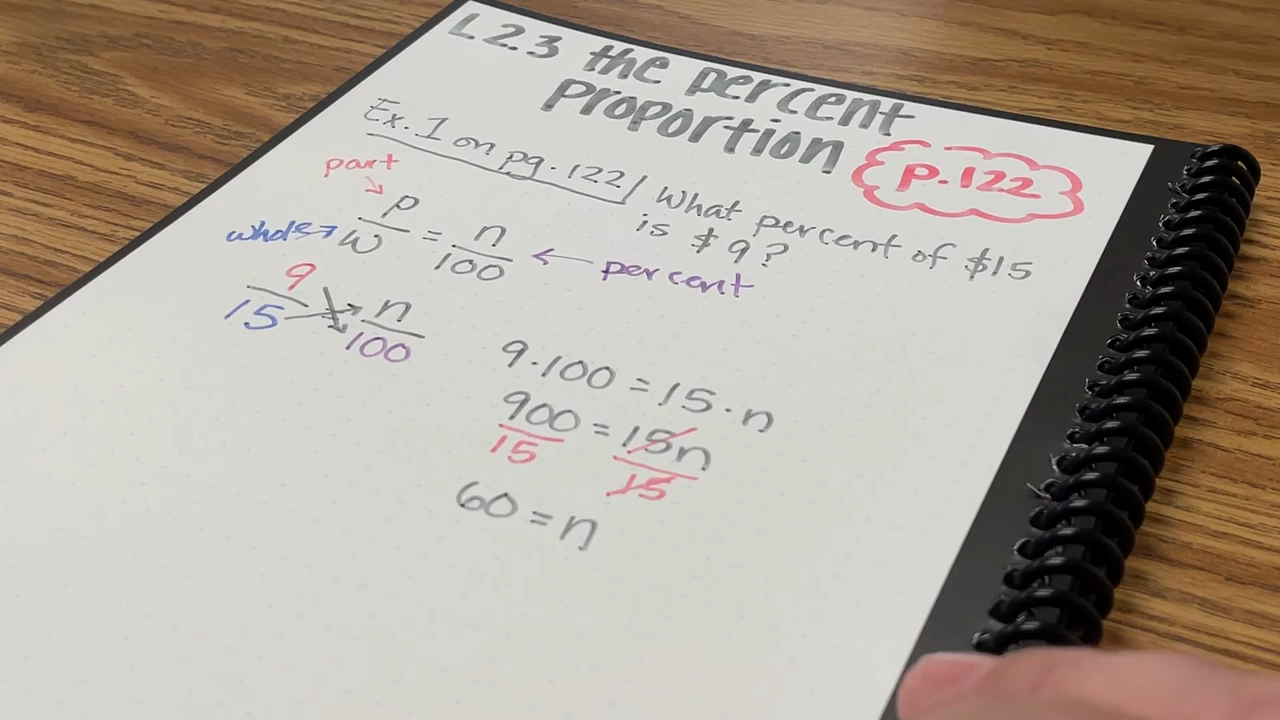 L2.3 the percent
proportion
p.122
Ex. 1 on pg. 122/ What percent of $15
is $9?
part
whole → p/w = n/100 ← percent
9/15 n/100
9·100 = 15·n
900/15 = 15n/15
60 = n